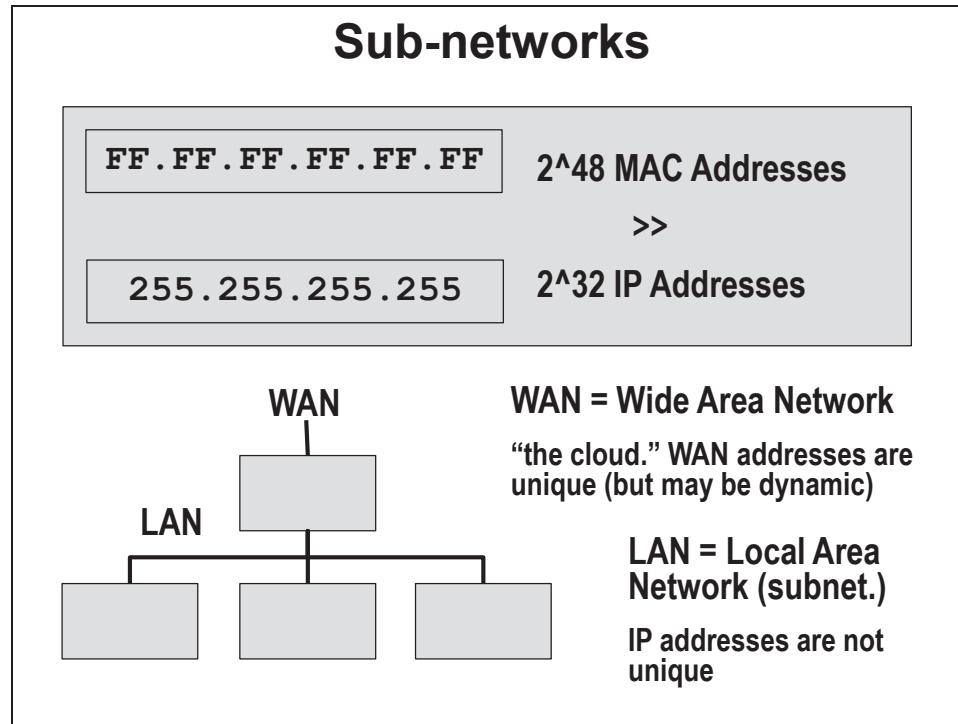 Sub-networks
FF.FF.FF.FF.FF.FF
2^48 MAC Addresses
>>
255.255.255.255
2^32 IP Addresses
WAN
LAN
WAN = Wide Area Network
“the cloud.” WAN addresses are
unique (but may be dynamic)
LAN = Local Area
Network (subnet.)
IP addresses are not
unique